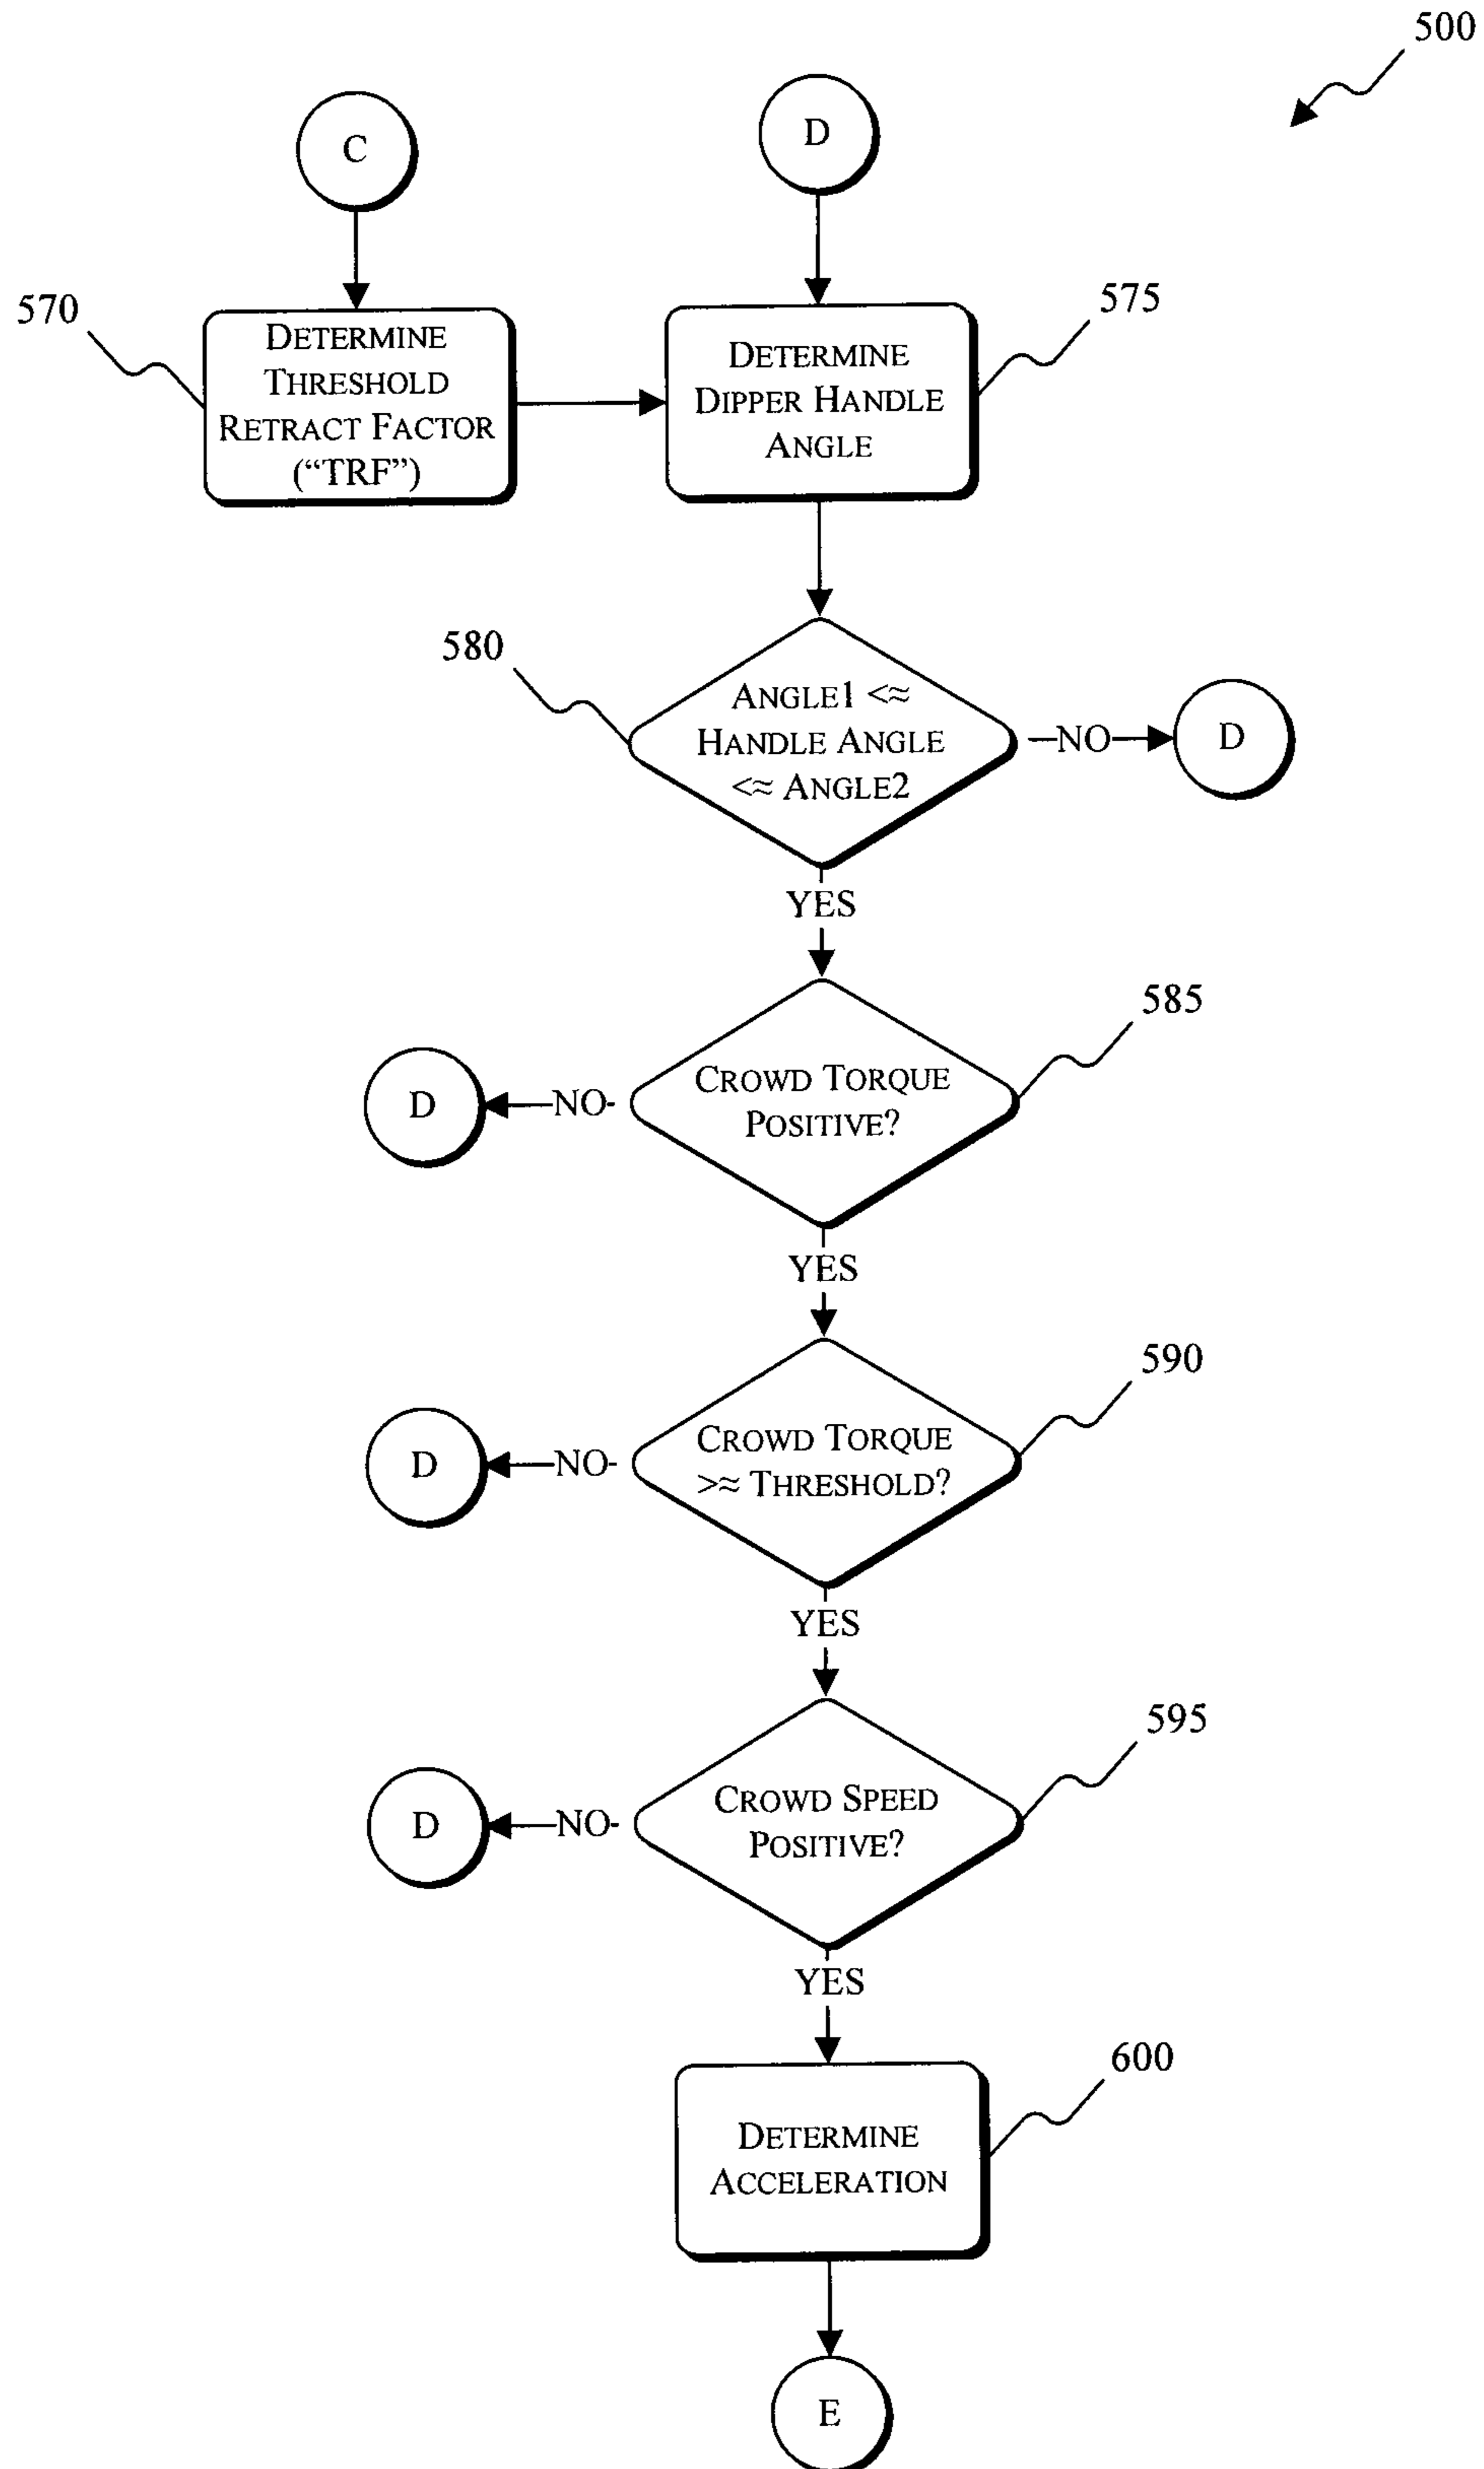 500
C
D
570
DETERMINE
THRESHOLD
RETRACT FACTOR
(“TRF”)
575
DETERMINE
DIPPER HANDLE
ANGLE
580
ANGLE1 <≈
HANDLE ANGLE
<≈ ANGLE2
NO
D
YES
585
CROWD TORQUE
POSITIVE?
NO
D
YES
590
CROWD TORQUE
>≈ THRESHOLD?
NO
D
YES
595
CROWD SPEED
POSITIVE?
NO
D
YES
600
DETERMINE
ACCELERATION
E